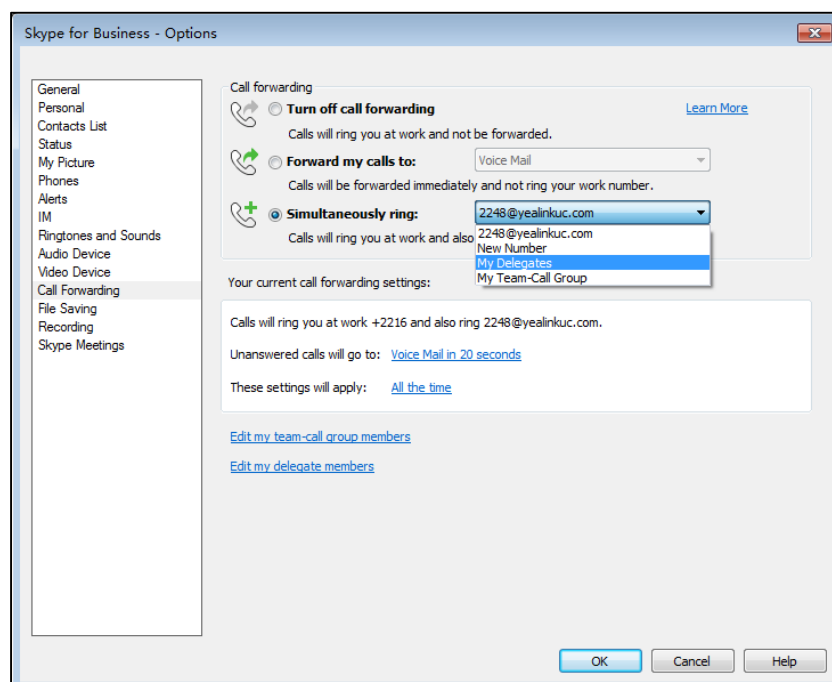 Skype for Business - Options
General
Personal
Contacts List
Status
My Picture
Phones
Alerts
IM
Ringtones and Sounds
Audio Device
Video Device
Call Forwarding
File Saving
Recording
Skype Meetings
Call forwarding
Turn off call forwarding
Learn More
Calls will ring you at work and not be forwarded.
Forward my calls to:
Voice Mail
Calls will be forwarded immediately and not ring your work number.
Simultaneously ring:
2248@yealinkuc.com
Calls will ring you at work and also
2248@yealinkuc.com
New Number
My Delegates
My Team-Call Group
Your current call forwarding settings:
Calls will ring you at work +2216 and also ring 2248@yealinkuc.com.
Unanswered calls will go to: Voice Mail in 20 seconds
These settings will apply: All the time
Edit my team-call group members
Edit my delegate members
OK
Cancel
Help